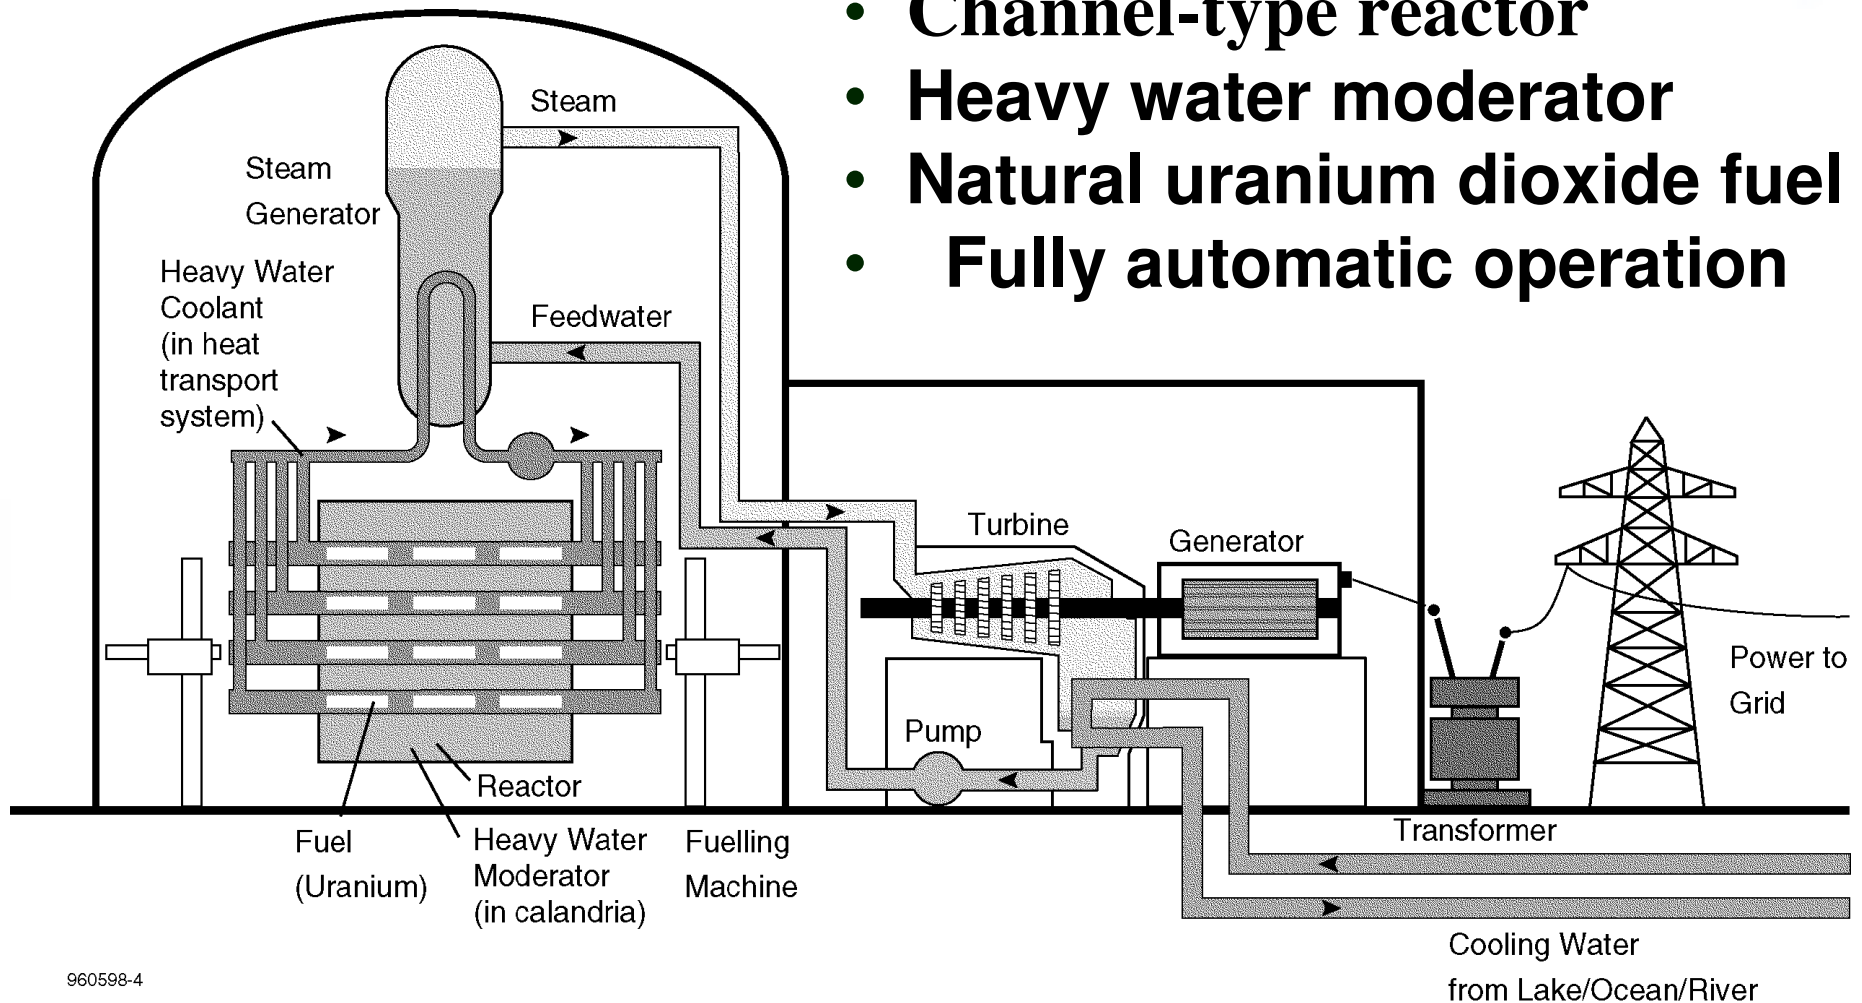 • Channel-type reactor
• Heavy water moderator
• Natural uranium dioxide fuel
• Fully automatic operation
Steam
Steam
Generator
Heavy Water
Coolant
(in heat
transport
system)
Feedwater
Turbine
Generator
Pump
Power to
Grid
Reactor
Fuel
(Uranium)
Heavy Water
Moderator
(in calandria)
Fuelling
Machine
Transformer
Cooling Water
from Lake/Ocean/River
960598-4